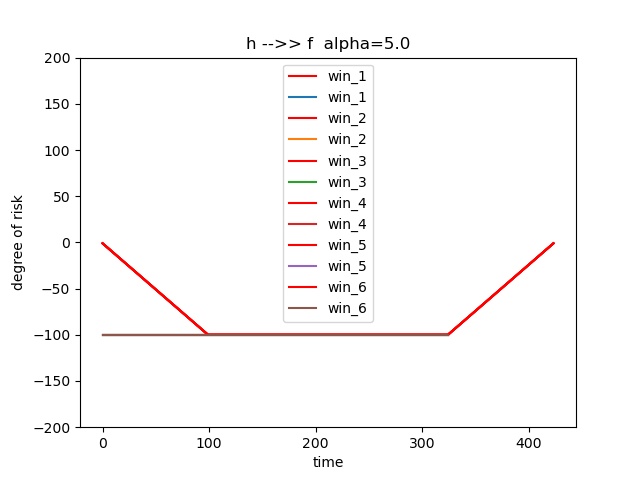 h -->> f  alpha=5.0
200
150
100
50
0
−50
−100
−150
−200
degree of risk
win_1
win_1
win_2
win_2
win_3
win_3
win_4
win_4
win_5
win_5
win_6
win_6
0 100 200 300 400
time